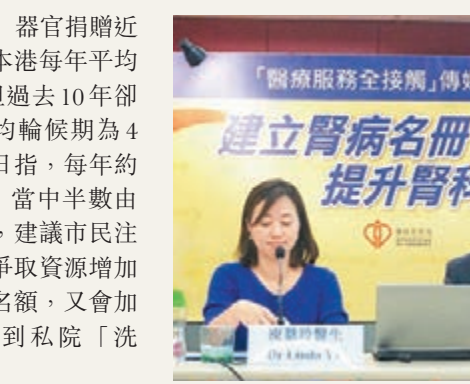 器官捐贈近
本港每年平均
但過去10年卻
均輪候期為4
日指，每年約
當中半數由
，建議市民注
爭取資源增加
名額，又會加
到私院「洗
「醫療服務全接觸」傳媒
建立腎病名冊
提升腎科
醫生